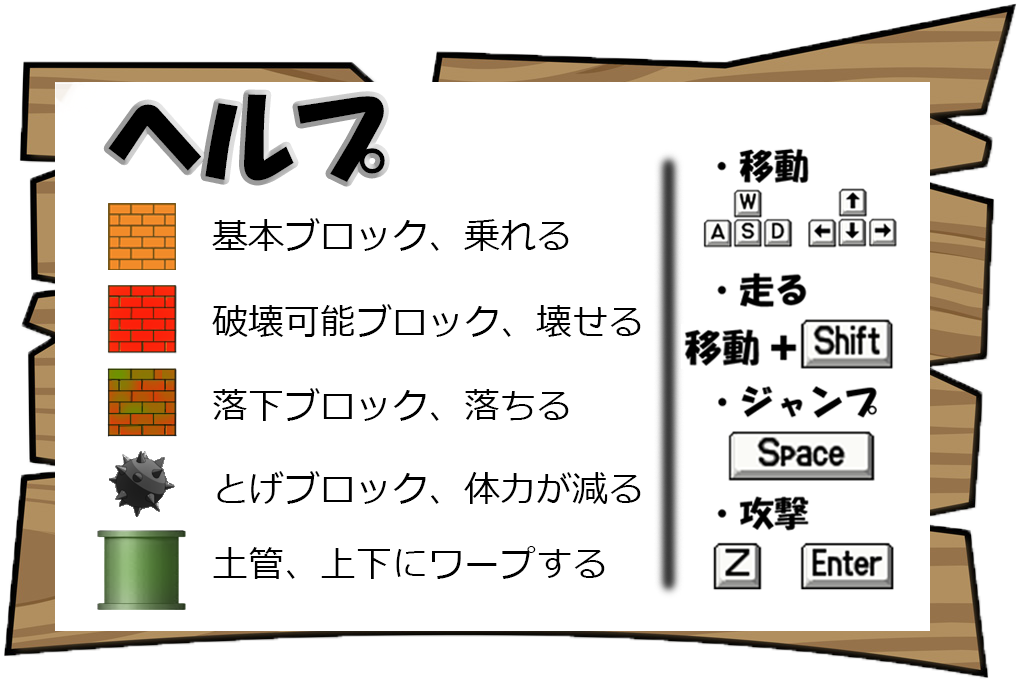 ヘルプ
基本ブロック、乗れる
破壊可能ブロック、壊せる
落下ブロック、落ちる
とげブロック、体力が減る
土管、上下にワープする
・移動
W ↑
A S D ← ↓ →
・走る
移動 + Shift
・ジャンプ
Space
・攻撃
Z Enter